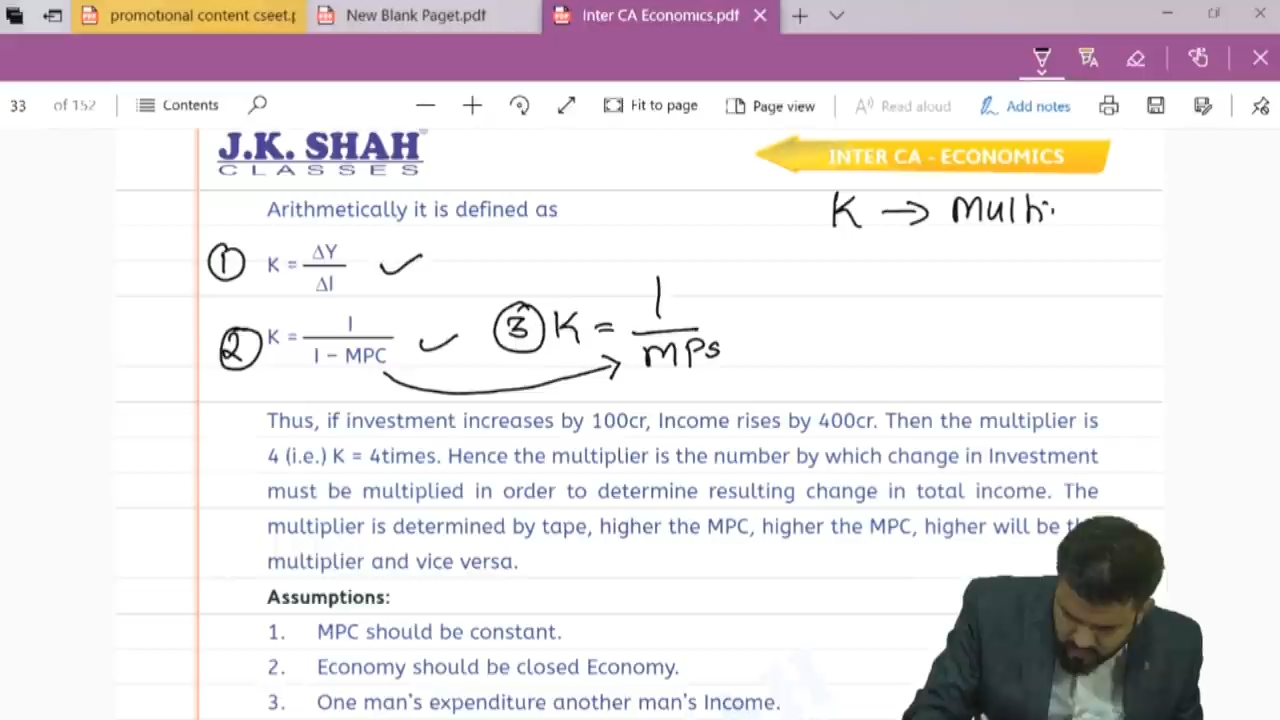 promotional content cseet.p
New Blank Paget.pdf
Inter CA Economics.pdf
33 of 152
Contents
Fit to page
Page view
Read aloud
Add notes
J.K. SHAH
CLASSES
INTER CA - ECONOMICS
Arithmetically it is defined as
K → Multi
① K = ΔY / ΔI
② K = 1 / 1 – MPC
③ K = 1 / MPS
Thus, if investment increases by 100cr, Income rises by 400cr. Then the multiplier is
4 (i.e.) K = 4times. Hence the multiplier is the number by which change in Investment
must be multiplied in order to determine resulting change in total income. The
multiplier is determined by tape, higher the MPC, higher the MPC, higher will be
multiplier and vice versa.
Assumptions:
1. MPC should be constant.
2. Economy should be closed Economy.
3. One man's expenditure another man's Income.